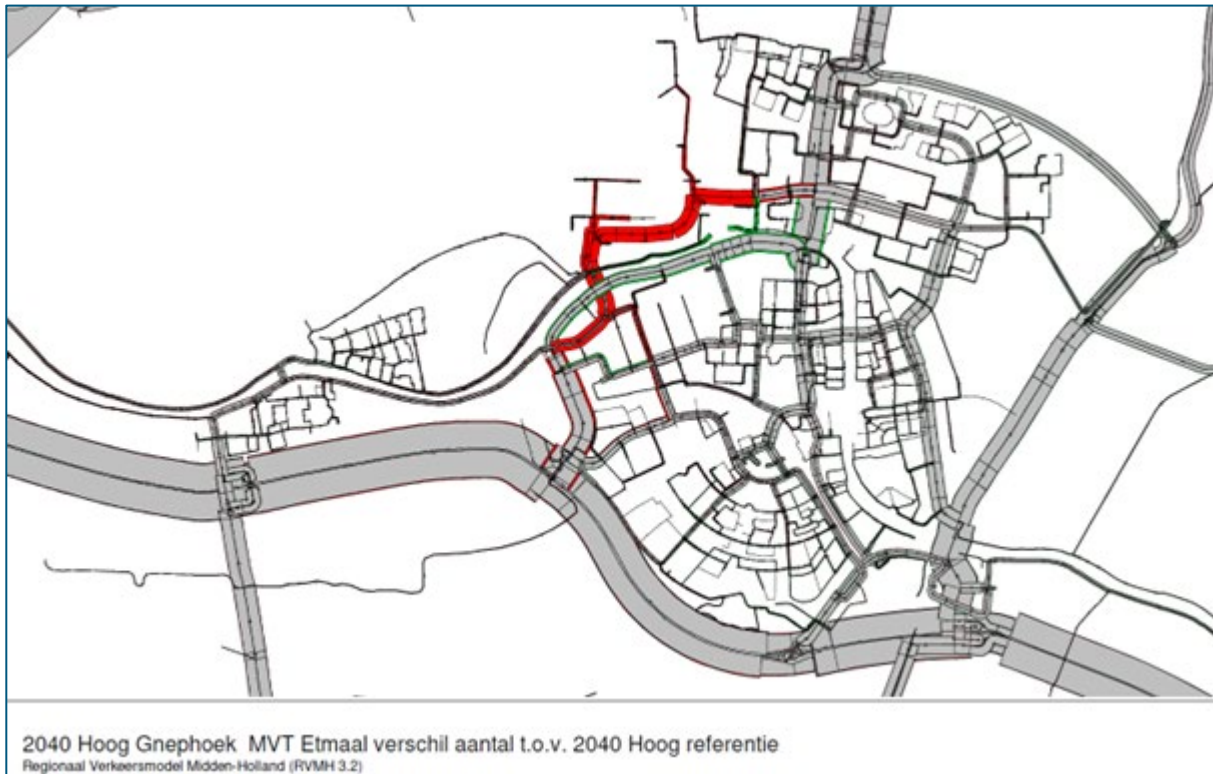 2040 Hoog Gnephoek MVT Etmaal verschil aantal t.o.v. 2040 Hoog referentie
Regionaal Verkeersmodel Midden-Holland (RVMH 3.2)